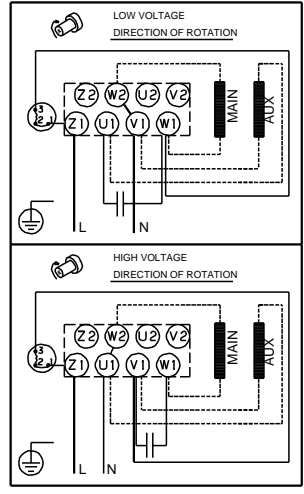 LOW VOLTAGE
DIRECTION OF ROTATION
Z2 W2 U2 V2
3
2 1
Z1 U1 V1 W1
MAIN
AUX
L N
HIGH VOLTAGE
DIRECTION OF ROTATION
Z2 W2 U2 V2
3
2 1
Z1 U1 V1 W1
MAIN
AUX
L N